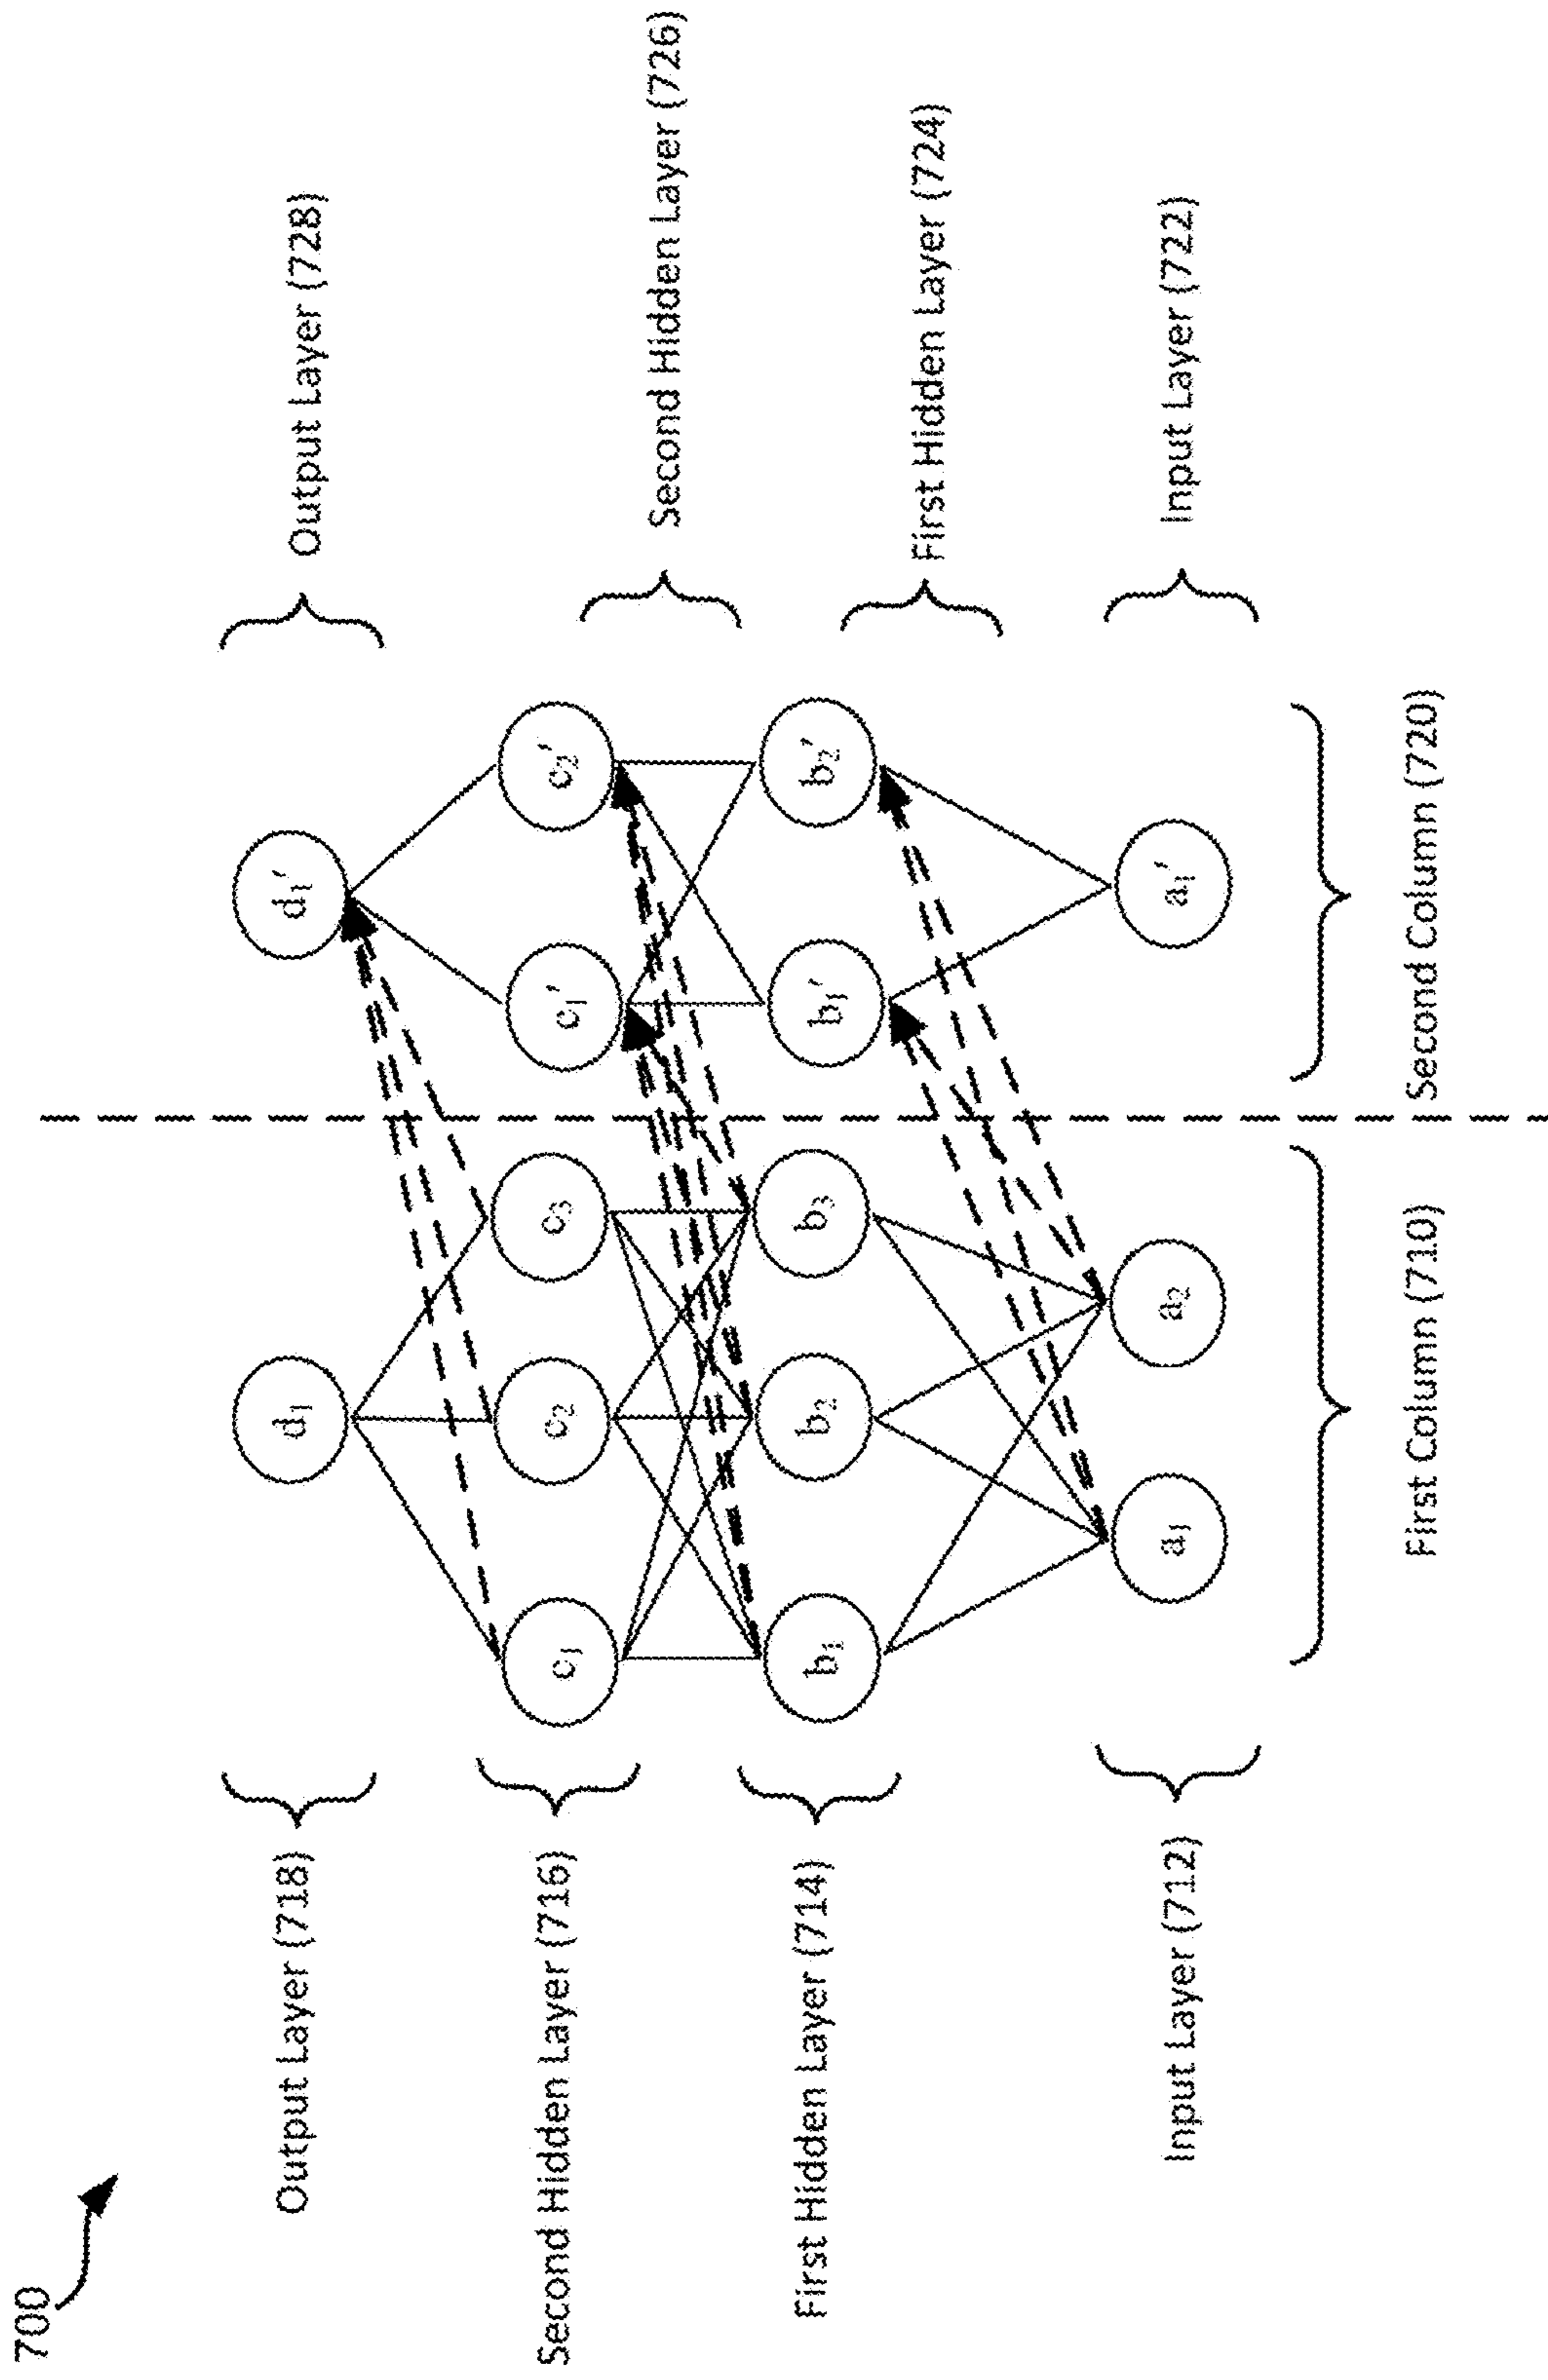 700
Output Layer (718)
Second Hidden Layer (716)
First Hidden Layer (714)
Input Layer (712)
d₁
c₁
c₂
c₃
b₁
b₂
b₃
a₁
a₂
First Column (710)
d₁′
c₁′
c₂′
b₁′
b₂′
a₁′
Second Column (720)
Output Layer (728)
Second Hidden Layer (726)
First Hidden Layer (724)
Input Layer (722)